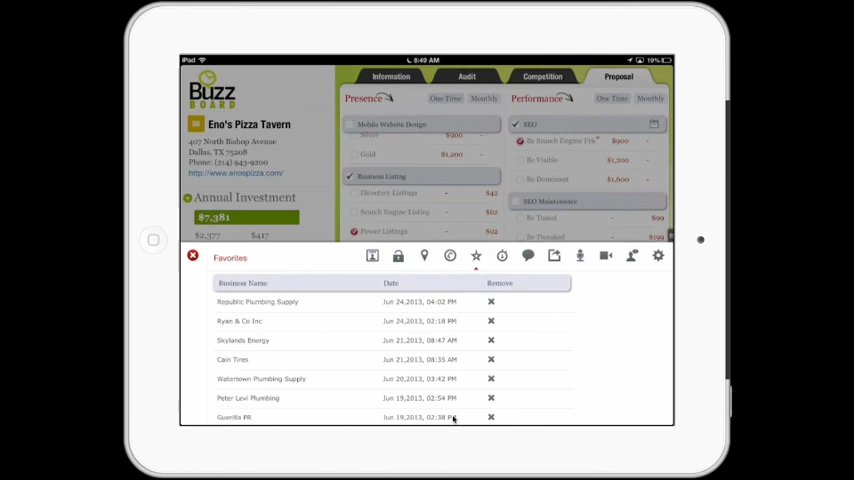 iPad
8:49 AM
19%
Buzz
BOARD
56 Eno's Pizza Tavern
407 North Bishop Avenue
Dallas, TX 75208
Phone: (214) 943-9200
http://www.enospizza.com/
Annual Investment
$7,381
$2,377 $417
Information Audit Competition Proposal
Presence One Time Monthly
Mobile Website Design
Silver $900 -
Gold $1,200 -
Business Listing
Directory Listings - $42
Search Engine Listing - $62
Power Listings - $92
Performance One Time Monthly
SEO
Be Search Engine $900 -
Be Visible $1,200 -
Be Dominant $1,600 -
SEO Maintenance
Be Tuned - $99
Be Tweaked - $199
Favorites
Business Name Date Remove
Republic Plumbing Supply Jun 24,2013, 04:02 PM
Ryan & Co Inc Jun 24,2013, 02:18 PM
Skylands Energy Jun 21,2013, 08:47 AM
Cain Tires Jun 21,2013, 08:35 AM
Watertown Plumbing Supply Jun 20,2013, 03:42 PM
Peter Levi Plumbing Jun 19,2013, 02:54 PM
Guerilla PR Jun 19,2013, 02:38 PM